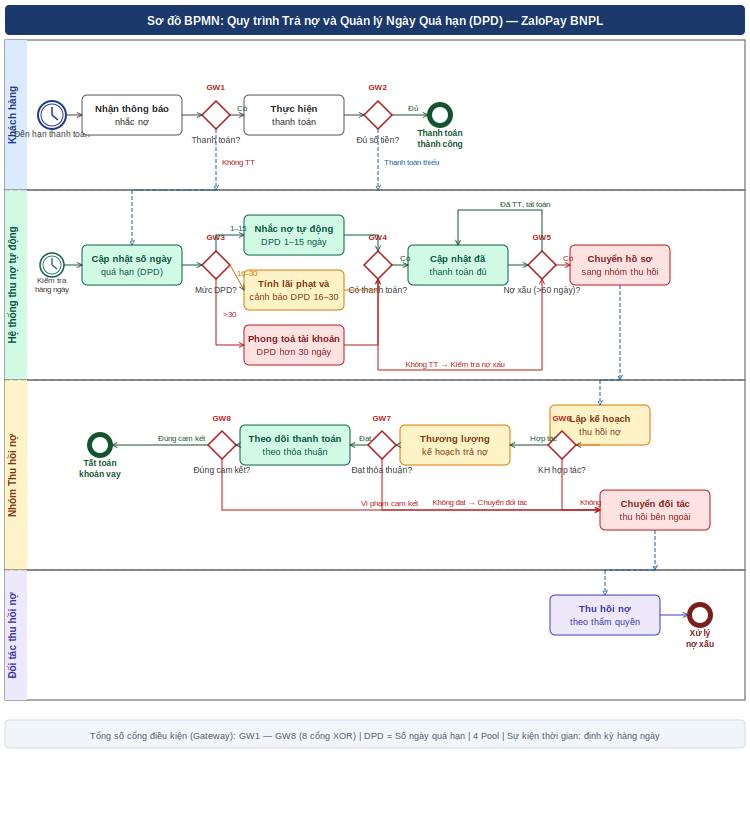 Sơ đồ BPMN: Quy trình Trả nợ và Quản lý Ngày Quá hạn (DPD) — ZaloPay BNPL
Khách hàng
Đến hạn thanh toán
Nhận thông báo
nhắc nợ
GW1
Thanh toán?
Có
Không TT
Thực hiện
thanh toán
GW2
Đủ số tiền?
Đủ
Thanh toán thiếu
Thanh toán
thành công
Hệ thống thu nợ tự động
Kiểm tra
hàng ngày
Cập nhật số ngày
quá hạn (DPD)
GW3
Mức DPD?
1–15
16–30
>30
Nhắc nợ tự động
DPD 1–15 ngày
Tính lãi phạt và
cảnh báo DPD 16–30
Phong toả tài khoản
DPD hơn 30 ngày
GW4
Có thanh toán?
Có
Không TT → Kiểm tra nợ xấu
Cập nhật đã
thanh toán đủ
Đã TT, tất toán
GW5
Nợ xấu (>60 ngày)?
Có
Chuyển hồ sơ
sang nhóm thu hồi
Nhóm Thu hồi nợ
Lập kế hoạch
thu hồi nợ
GW6
KH hợp tác?
Hợp tác
Không
Thương lượng
kế hoạch trả nợ
GW7
Đạt thỏa thuận?
Đạt
Không đạt → Chuyển đối tác
Theo dõi thanh toán
theo thỏa thuận
GW8
Đúng cam kết?
Đúng cam kết
Vi phạm cam kết
Tất toán
khoản vay
Chuyển đối tác
thu hồi bên ngoài
Đối tác thu hồi nợ
Thu hồi nợ
theo thẩm quyền
Xử lý
nợ xấu
Tổng số cổng điều kiện (Gateway): GW1 — GW8 (8 cổng XOR) | DPD = Số ngày quá hạn | 4 Pool | Sự kiện thời gian: định kỳ hàng ngày